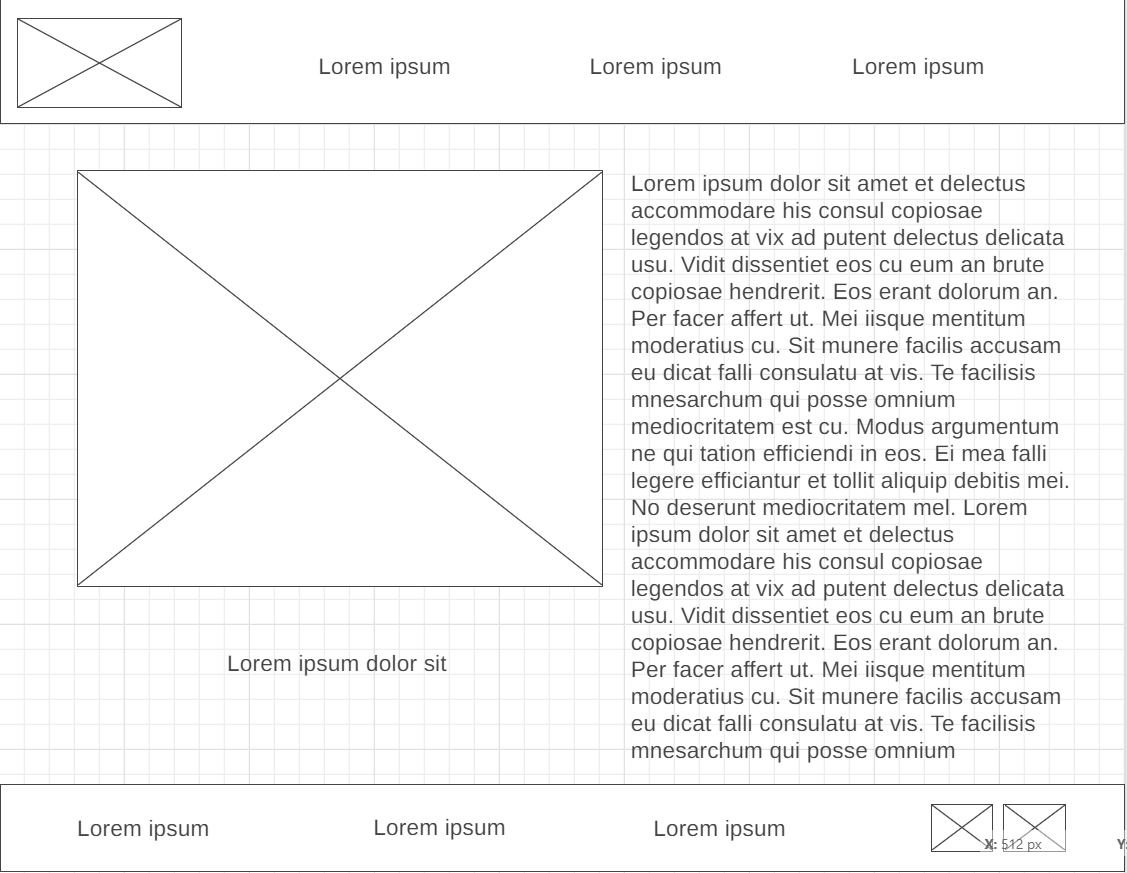 Lorem ipsum
Lorem ipsum
Lorem ipsum
Lorem ipsum dolor sit amet et delectus
accommodare his consul copiosae
legendos at vix ad putent delectus delicata
usu. Vidit dissentiet eos cu eum an brute
copiosae hendrerit. Eos erant dolorum an.
Per facer affert ut. Mei iisque mentitum
moderatius cu. Sit munere facilis accusam
eu dicat falli consulatu at vis. Te facilisis
mnesarchum qui posse omnium
mediocritatem est cu. Modus argumentum
ne qui tation efficiendi in eos. Ei mea falli
legere efficiantur et tollit aliquip debitis mei.
No deserunt mediocritatem mel. Lorem
ipsum dolor sit amet et delectus
accommodare his consul copiosae
legendos at vix ad putent delectus delicata
usu. Vidit dissentiet eos cu eum an brute
copiosae hendrerit. Eos erant dolorum an.
Per facer affert ut. Mei iisque mentitum
moderatius cu. Sit munere facilis accusam
eu dicat falli consulatu at vis. Te facilisis
mnesarchum qui posse omnium
Lorem ipsum dolor sit
Lorem ipsum
Lorem ipsum
Lorem ipsum
X: 512 px
Y: